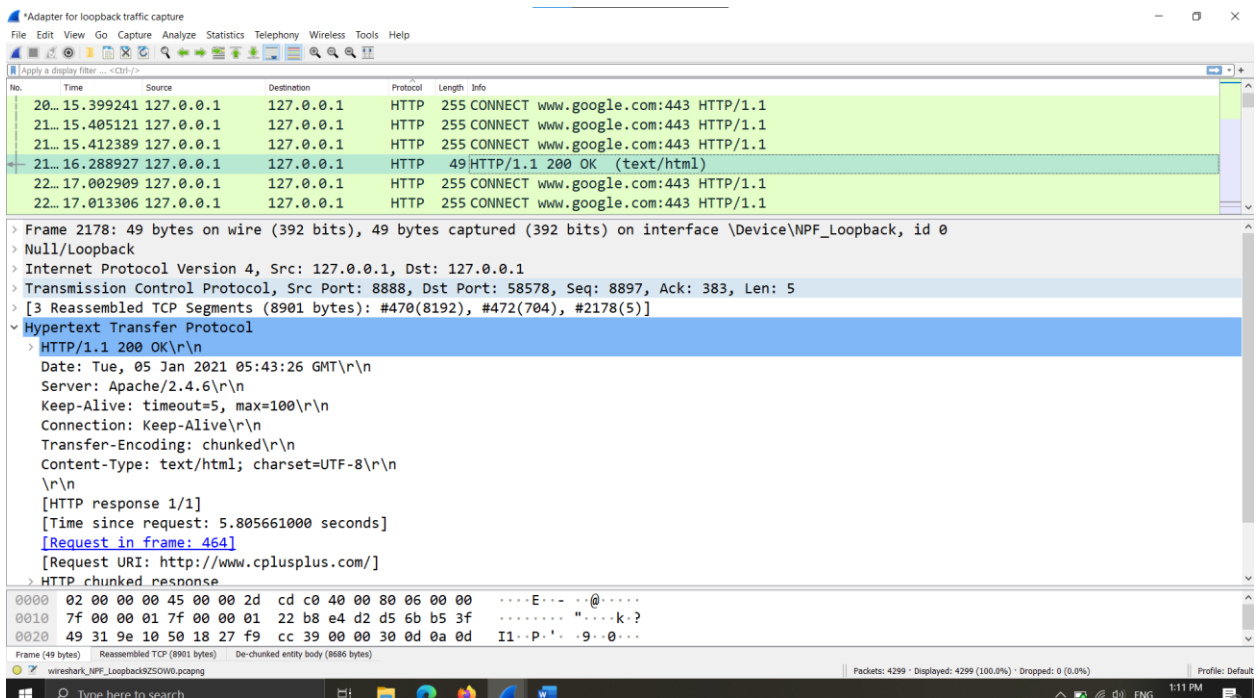 *Adapter for loopback traffic capture
File Edit View Go Capture Analyze Statistics Telephony Wireless Tools Help
Apply a display filter ... <Ctrl-/>
No. Time Source Destination Protocol Length Info
20… 15.399241 127.0.0.1 127.0.0.1 HTTP 255 CONNECT www.google.com:443 HTTP/1.1
21… 15.405121 127.0.0.1 127.0.0.1 HTTP 255 CONNECT www.google.com:443 HTTP/1.1
21… 15.412389 127.0.0.1 127.0.0.1 HTTP 255 CONNECT www.google.com:443 HTTP/1.1
21… 16.288927 127.0.0.1 127.0.0.1 HTTP 49 HTTP/1.1 200 OK (text/html)
22… 17.002909 127.0.0.1 127.0.0.1 HTTP 255 CONNECT www.google.com:443 HTTP/1.1
22… 17.013306 127.0.0.1 127.0.0.1 HTTP 255 CONNECT www.google.com:443 HTTP/1.1
Frame 2178: 49 bytes on wire (392 bits), 49 bytes captured (392 bits) on interface \Device\NPF_Loopback, id 0
Null/Loopback
Internet Protocol Version 4, Src: 127.0.0.1, Dst: 127.0.0.1
Transmission Control Protocol, Src Port: 8888, Dst Port: 58578, Seq: 8897, Ack: 383, Len: 5
[3 Reassembled TCP Segments (8901 bytes): #470(8192), #472(704), #2178(5)]
Hypertext Transfer Protocol
HTTP/1.1 200 OK\r\n
Date: Tue, 05 Jan 2021 05:43:26 GMT\r\n
Server: Apache/2.4.6\r\n
Keep-Alive: timeout=5, max=100\r\n
Connection: Keep-Alive\r\n
Transfer-Encoding: chunked\r\n
Content-Type: text/html; charset=UTF-8\r\n
\r\n
[HTTP response 1/1]
[Time since request: 5.805661000 seconds]
[Request in frame: 464]
[Request URI: http://www.cplusplus.com/]
HTTP chunked response
0000 02 00 00 00 45 00 00 2d cd c0 40 00 80 06 00 00 ····E··- ··@·····
0010 7f 00 00 01 7f 00 00 01 22 b8 e4 d2 d5 6b b5 3f ········ "····k·?
0020 49 31 9e 10 50 18 27 f9 cc 39 00 00 30 0d 0a 0d I1··P·'· ·9··0···
Frame (49 bytes) Reassembled TCP (8901 bytes) De-chunked entity body (8686 bytes)
wireshark_NPF_Loopback9ZSOW0.pcapng Packets: 4299 · Displayed: 4299 (100.0%) · Dropped: 0 (0.0%) Profile: Default
Type here to search ENG 1:11 PM